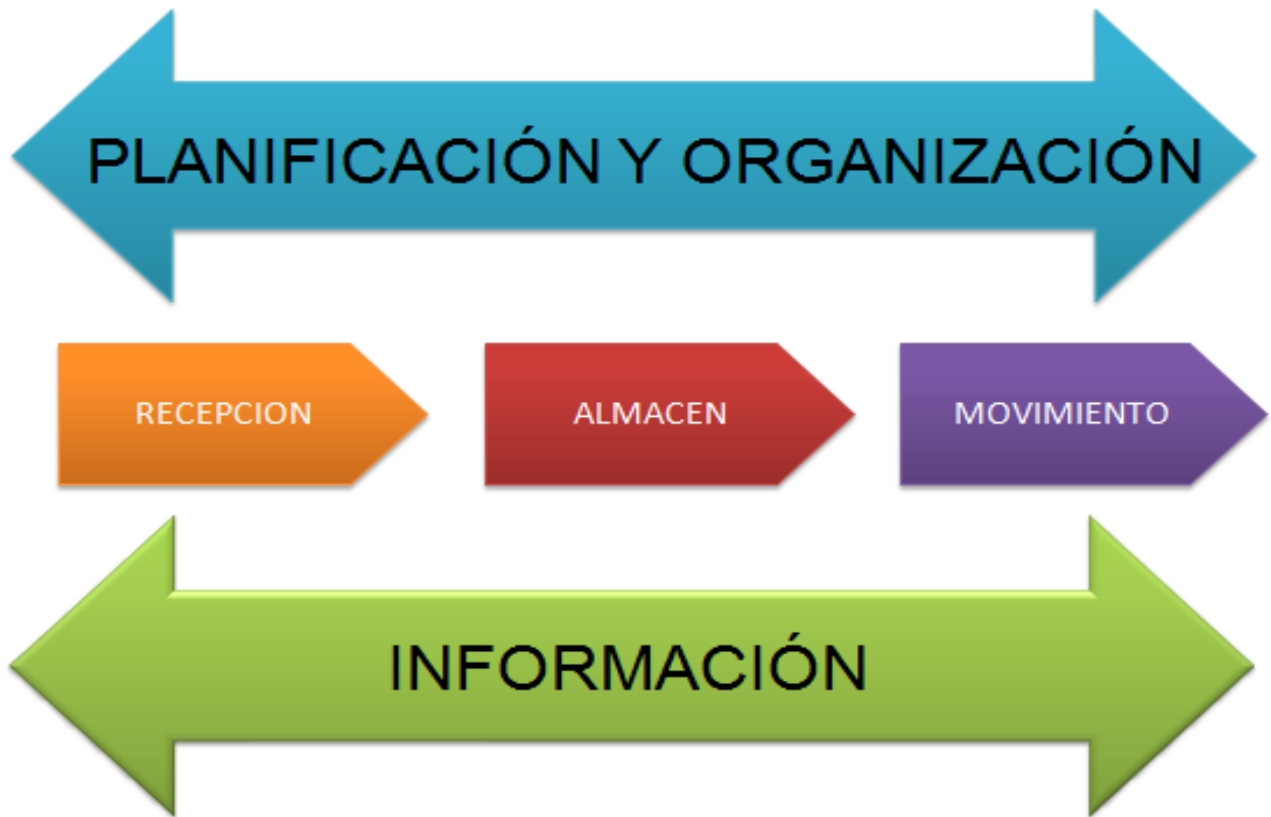 PLANIFICACIÓN Y ORGANIZACIÓN
RECEPCION
ALMACEN
MOVIMIENTO
INFORMACIÓN